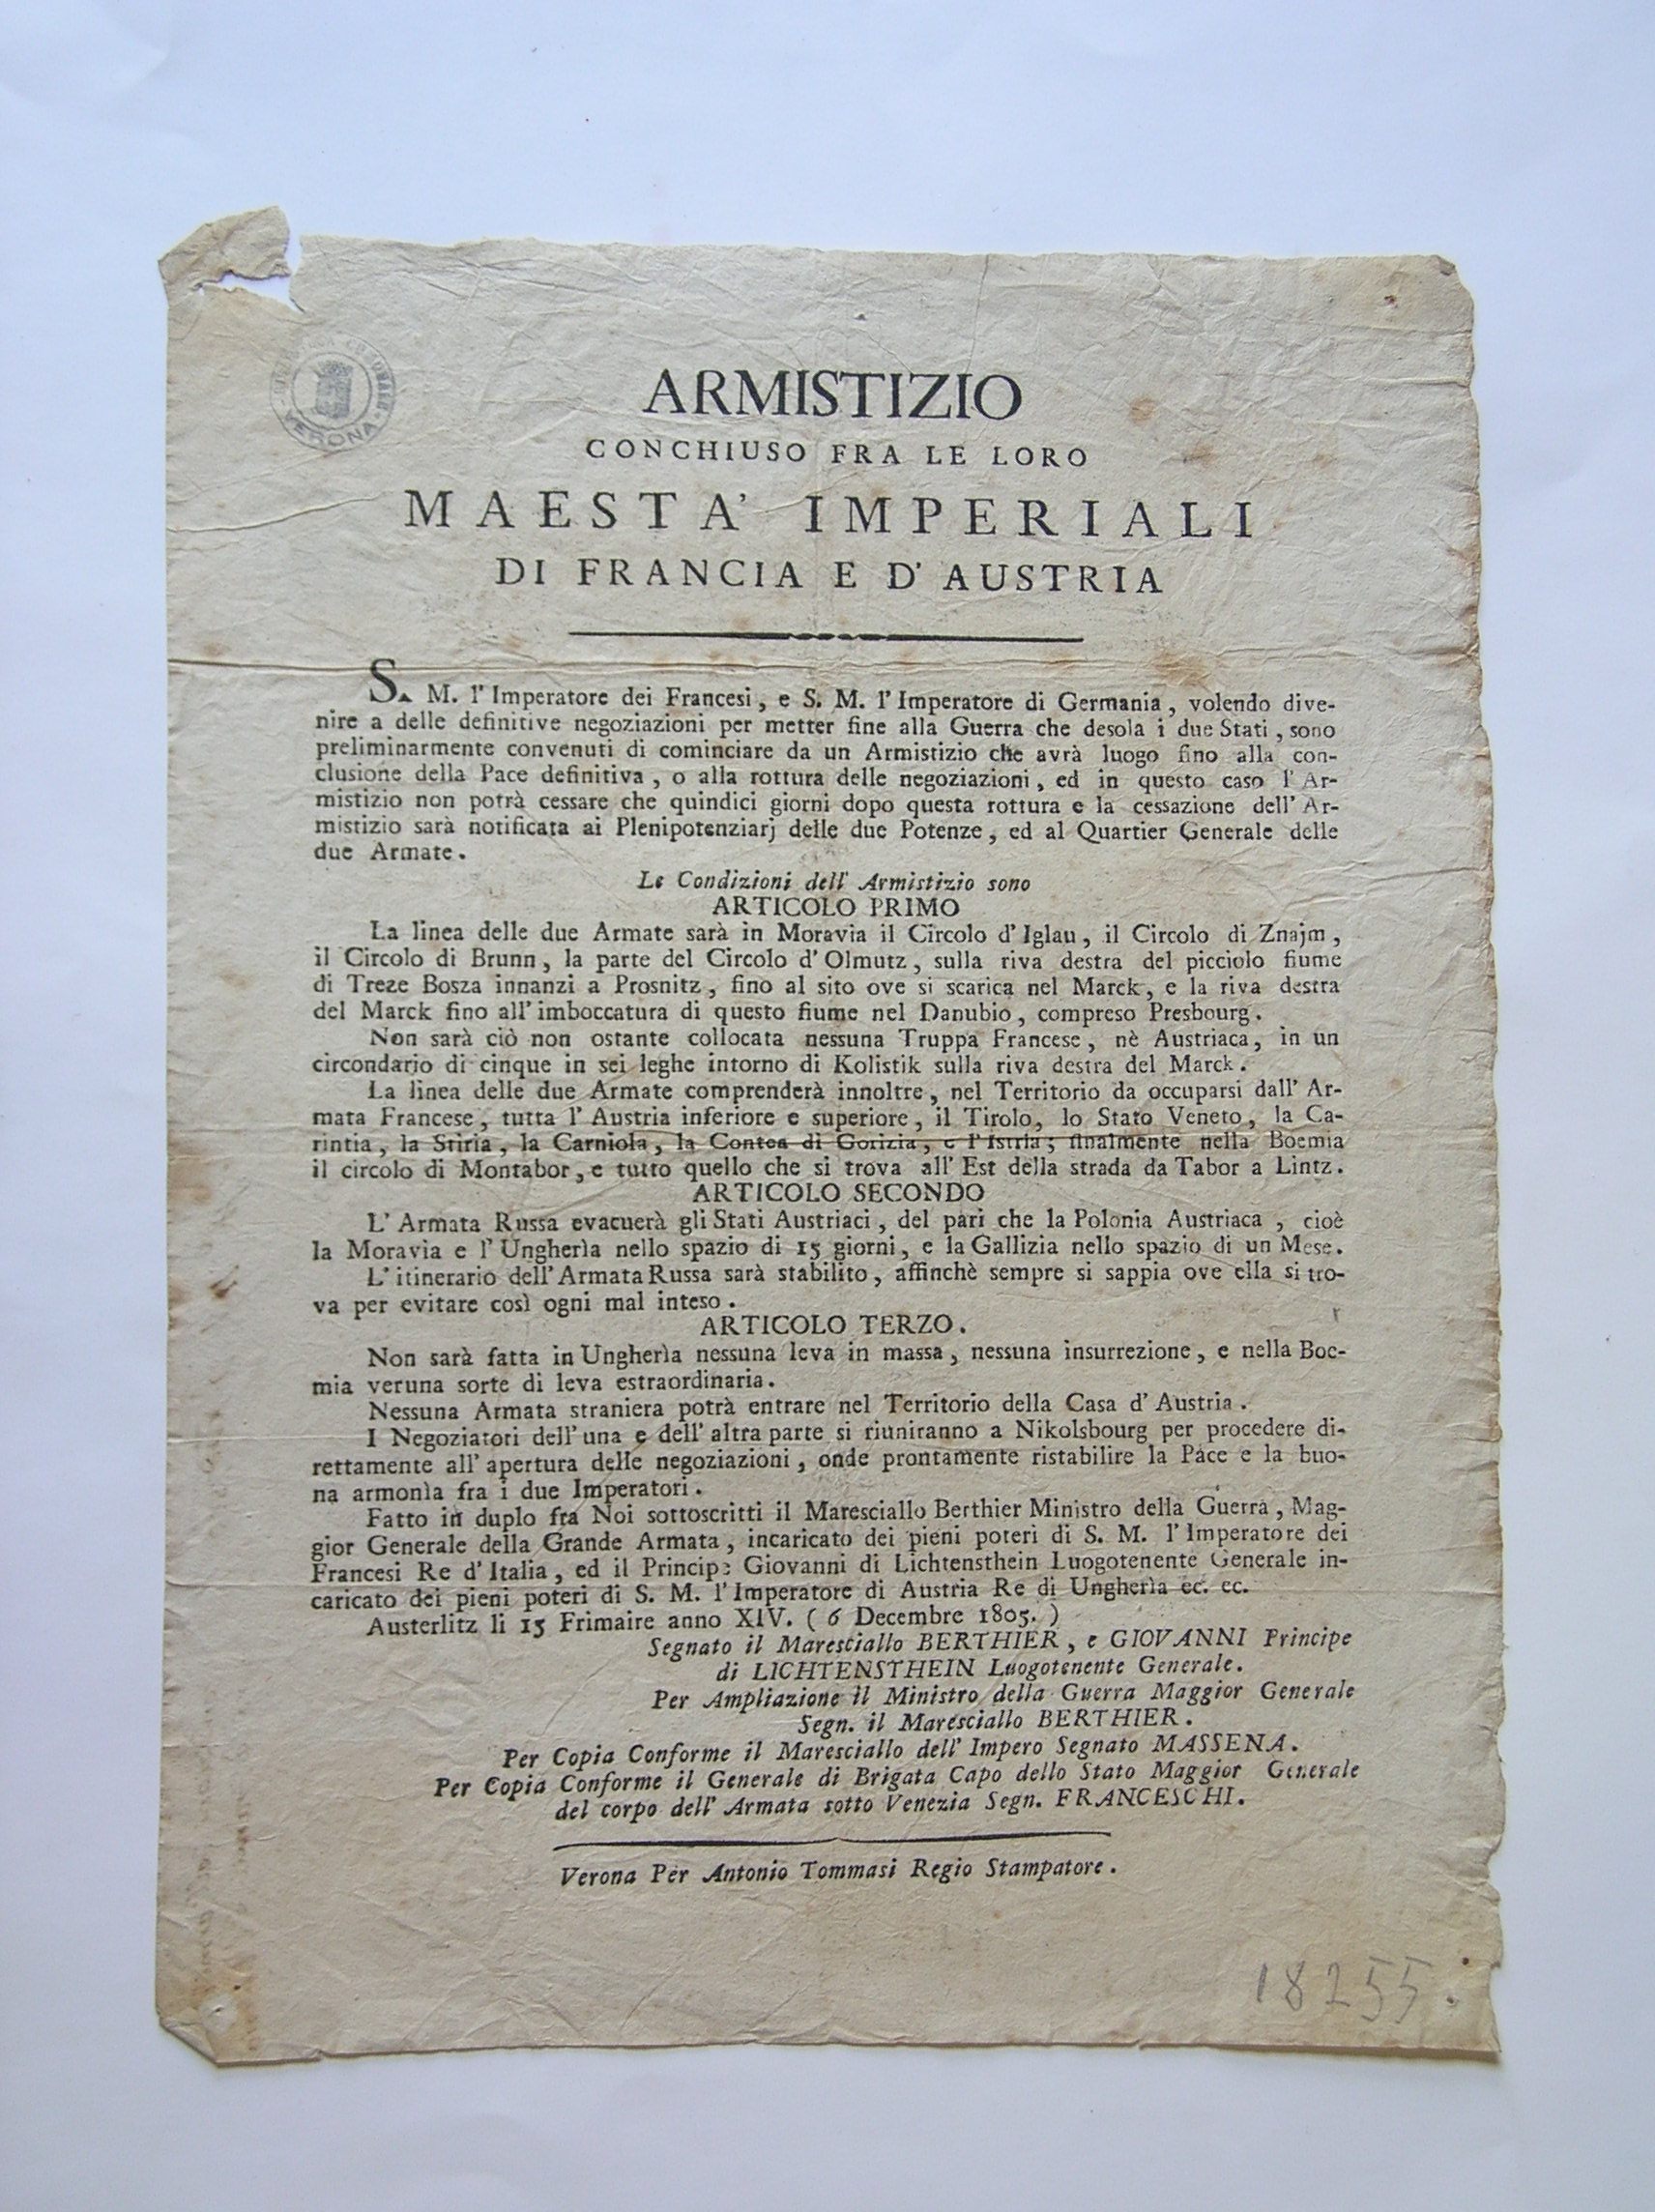 BIBLIOTECA COMUNALE VERONA
ARMISTIZIO
CONCHIUSO FRA LE LORO
MAESTA' IMPERIALI
DI FRANCIA E D' AUSTRIA
S. M. l' Imperatore dei Francesi, e S. M. l' Imperatore di Germania, volendo dive-
nire a delle definitive negoziazioni per metter fine alla Guerra che desola i due Stati, sono
preliminarmente convenuti di cominciare da un Armistizio che avrà luogo fino alla con-
clusione della Pace definitiva, o alla rottura delle negoziazioni, ed in questo caso l' Ar-
mistizio non potrà cessare che quindici giorni dopo questa rottura e la cessazione dell' Ar-
mistizio sarà notificata ai Plenipotenziarj delle due Potenze, ed al Quartier Generale delle
due Armate.
Le Condizioni dell' Armistizio sono
ARTICOLO PRIMO
La linea delle due Armate sarà in Moravia il Circolo d' Iglau, il Circolo di Znajm,
il Circolo di Brunn, la parte del Circolo d' Olmutz, sulla riva destra del picciolo fiume
di Treze Bosza innanzi a Prosnitz, fino al sito ove si scarica nel Marck, e la riva destra
del Marck fino all' imboccatura di questo fiume nel Danubio, compreso Presbourg.
Non sarà ciò non ostante collocata nessuna Truppa Francese, nè Austriaca, in un
circondario di cinque in sei leghe intorno di Kolistik sulla riva destra del Marck.
La linea delle due Armate comprenderà innoltre, nel Territorio da occuparsi dall' Ar-
mata Francese, tutta l' Austria inferiore e superiore, il Tirolo, lo Stato Veneto, la Ca-
rintia, la Stiria, la Carniola, la Contea di Gorizia, e l' Istria; finalmente nella Boemia
il circolo di Montabor, e tutto quello che si trova all' Est della strada da Tabor a Lintz.
ARTICOLO SECONDO
L' Armata Russa evacuerà gli Stati Austriaci, del pari che la Polonia Austriaca, cioè
la Moravia e l' Ungherìa nello spazio di 15 giorni, e la Gallizia nello spazio di un Mese.
L' itinerario dell' Armata Russa sarà stabilito, affinchè sempre si sappia ove ella si tro-
va per evitare così ogni mal inteso.
ARTICOLO TERZO.
Non sarà fatta in Ungherìa nessuna leva in massa, nessuna insurrezione, e nella Boe-
mia veruna sorte di leva estraordinaria.
Nessuna Armata straniera potrà entrare nel Territorio della Casa d' Austria.
I Negoziatori dell' una e dell' altra parte si riuniranno a Nikolsbourg per procedere di-
rettamente all' apertura delle negoziazioni, onde prontamente ristabilire la Pace e la buo-
na armonìa fra i due Imperatori.
Fatto in duplo fra Noi sottoscritti il Maresciallo Berthier Ministro della Guerra, Mag-
gior Generale della Grande Armata, incaricato dei pieni poteri di S. M. l' Imperatore dei
Francesi Re d' Italia, ed il Principe Giovanni di Lichtensthein Luogotenente Generale in-
caricato dei pieni poteri di S. M. l' Imperatore di Austria Re di Ungherìa ec. ec.
Austerlitz li 15 Frimaire anno XIV. ( 6 Decembre 1805. )
Segnato il Maresciallo BERTHIER, e GIOVANNI Principe
di LICHTENSTHEIN Luogotenente Generale.
Per Ampliazione il Ministro della Guerra Maggior Generale
Segn. il Maresciallo BERTHIER.
Per Copia Conforme il Maresciallo dell' Impero Segnato MASSENA.
Per Copia Conforme il Generale di Brigata Capo dello Stato Maggior Generale
del corpo dell' Armata sotto Venezia Segn. FRANCESCHI.
Verona Per Antonio Tommasi Regio Stampatore.
18255.